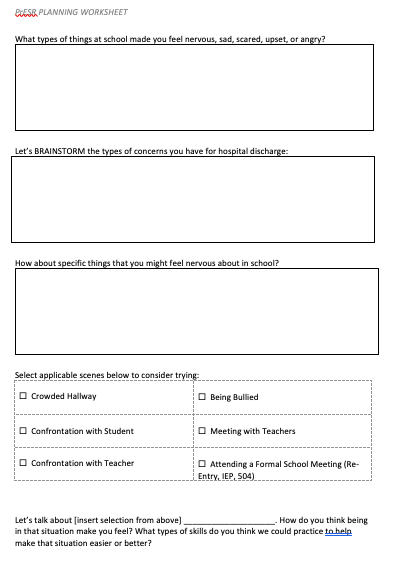 PrESR PLANNING WORKSHEET
What types of things at school made you feel nervous, sad, scared, upset, or angry?
Let's BRAINSTORM the types of concerns you have for hospital discharge:
How about specific things that you might feel nervous about in school?
Select applicable scenes below to consider trying:
☐ Crowded Hallway
☐ Being Bullied
☐ Confrontation with Student
☐ Meeting with Teachers
☐ Confrontation with Teacher
☐ Attending a Formal School Meeting (Re-
Entry, IEP, 504)
Let's talk about [insert selection from above) ____________________. How do you think being
in that situation make you feel? What types of skills do you think we could practice to help
make that situation easier or better?